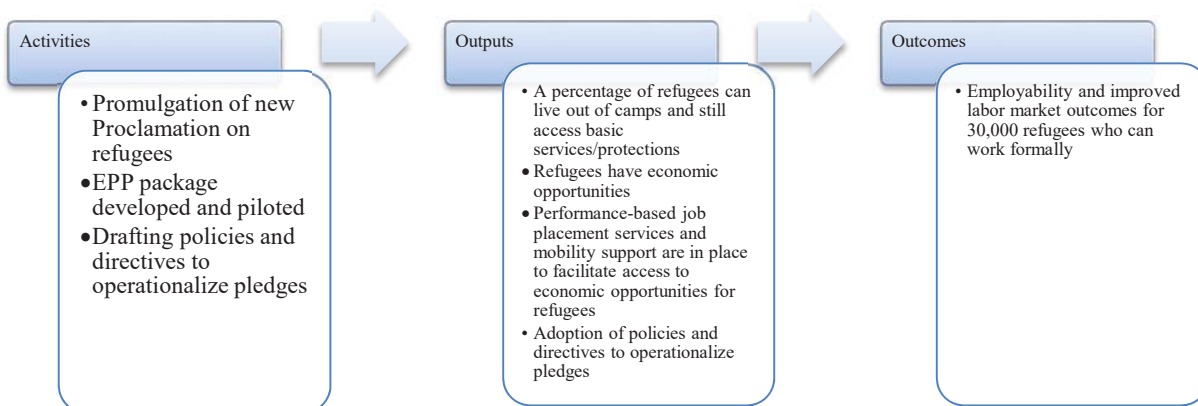 Activities
• Promulgation of new
Proclamation on
refugees
•EPP package
developed and piloted
•Drafting policies and
directives to
operationalize pledges
Outputs
• A percentage of refugees can
live out of camps and still
access basic
services/protections
• Refugees have economic
opportunities
• Performance-based job
placement services and
mobility support are in place
to facilitate access to
economic opportunities for
refugees
• Adoption of policies and
directives to operationalize
pledges
Outcomes
• Employability and improved
labor market outcomes for
30,000 refugees who can
work formally